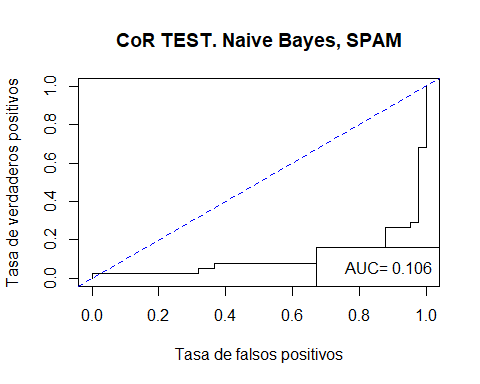 CoR TEST. Naive Bayes, SPAM
Tasa de verdaderos positivos
1.0
0.8
0.6
0.4
0.2
0.0
AUC= 0.106
0.0 0.2 0.4 0.6 0.8 1.0
Tasa de falsos positivos